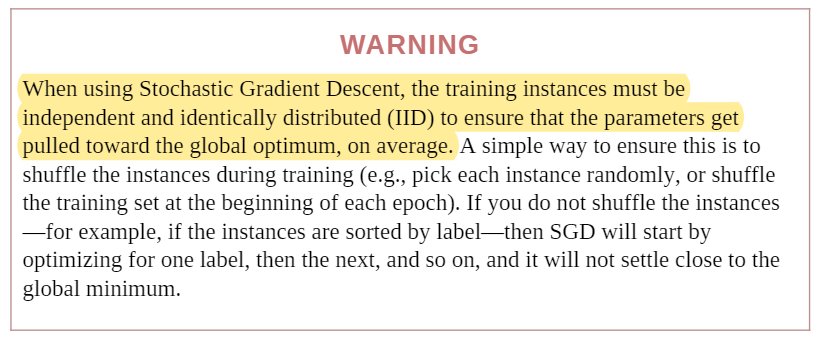 WARNING
When using Stochastic Gradient Descent, the training instances must be
independent and identically distributed (IID) to ensure that the parameters get
pulled toward the global optimum, on average. A simple way to ensure this is to
shuffle the instances during training (e.g., pick each instance randomly, or shuffle
the training set at the beginning of each epoch). If you do not shuffle the instances
—for example, if the instances are sorted by label—then SGD will start by
optimizing for one label, then the next, and so on, and it will not settle close to the
global minimum.